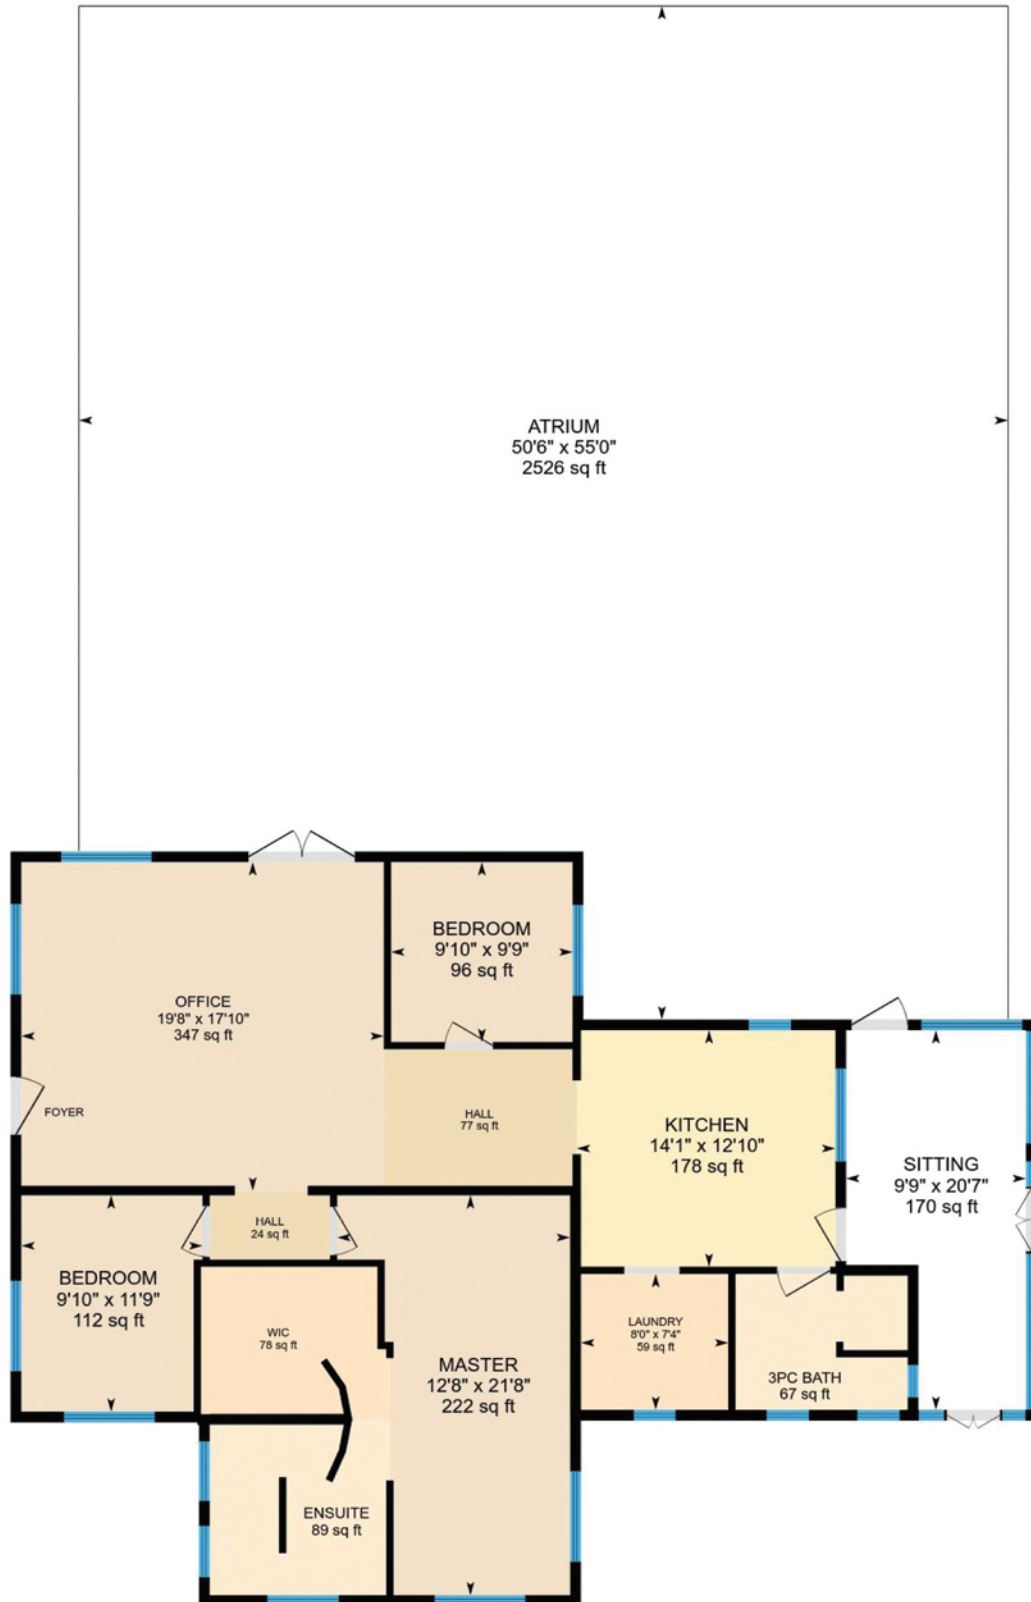 ATRIUM
50'6" x 55'0"
2526 sq ft
BEDROOM
9'10" x 9'9"
96 sq ft
OFFICE
19'8" x 17'10"
347 sq ft
FOYER
HALL
77 sq ft
KITCHEN
14'1" x 12'10"
178 sq ft
SITTING
9'9" x 20'7"
170 sq ft
HALL
24 sq ft
BEDROOM
9'10" x 11'9"
112 sq ft
WIC
78 sq ft
MASTER
12'8" x 21'8"
222 sq ft
LAUNDRY
8'0" x 7'4"
59 sq ft
3PC BATH
67 sq ft
ENSUITE
89 sq ft